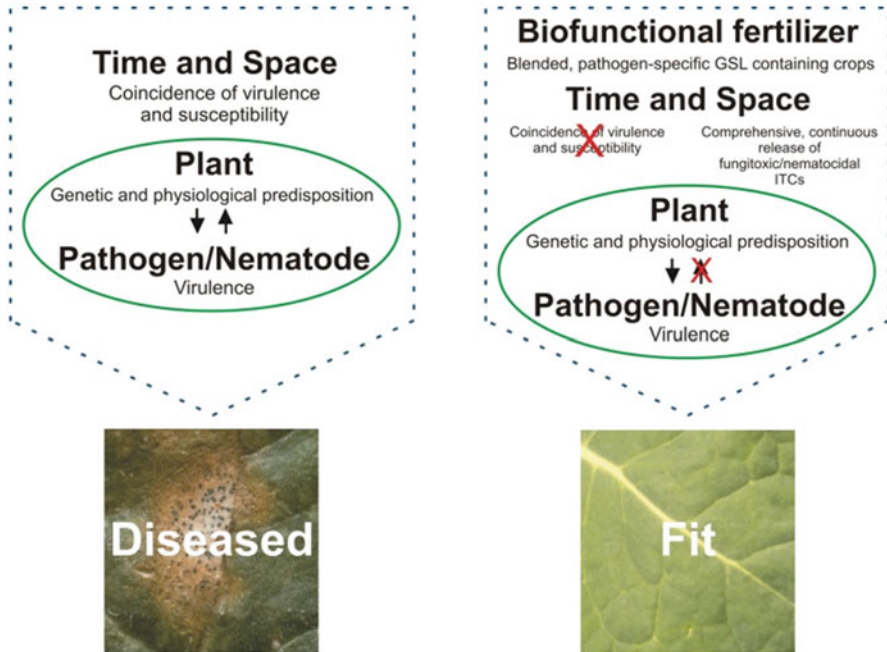 Time and Space
Coincidence of virulence
and susceptibility
Plant
Genetic and physiological predisposition
Pathogen/Nematode
Virulence
Diseased
Biofunctional fertilizer
Blended, pathogen-specific GSL containing crops
Time and Space
Coincidence of virulence
and susceptibility
Comprehensive, continuous
release of
fungitoxic/nematocidal
ITCs
Plant
Genetic and physiological predisposition
Pathogen/Nematode
Virulence
Fit